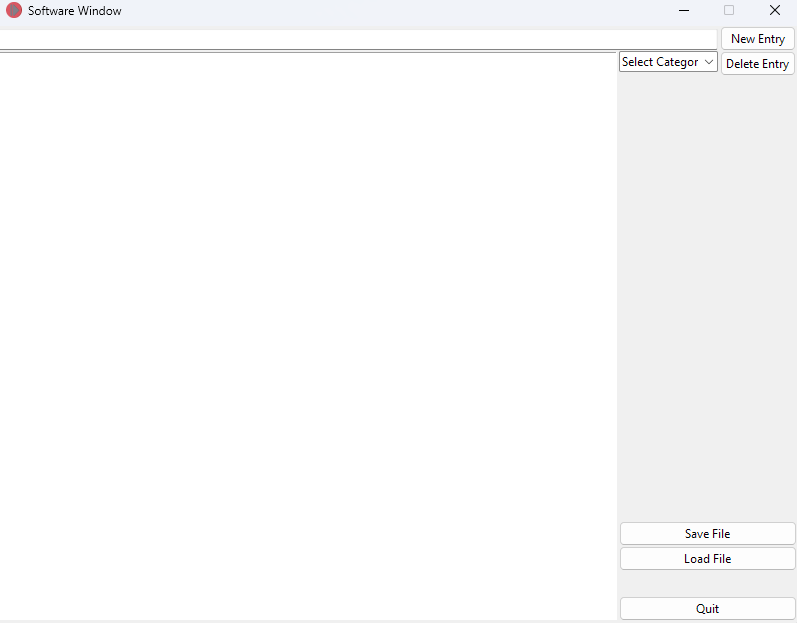 Software Window
New Entry
Select Categor
Delete Entry
Save File
Load File
Quit